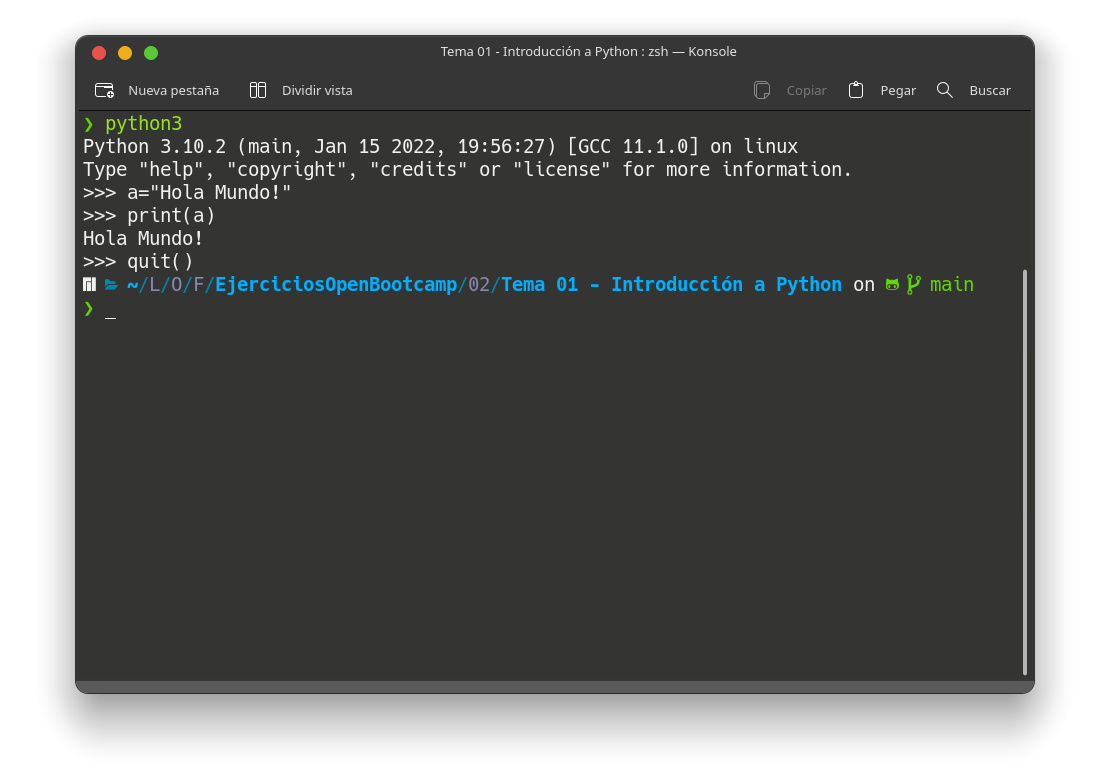 Tema 01 - Introducción a Python : zsh — Konsole
Nueva pestaña Dividir vista Copiar Pegar Buscar
❯ python3
Python 3.10.2 (main, Jan 15 2022, 19:56:27) [GCC 11.1.0] on linux
Type "help", "copyright", "credits" or "license" for more information.
>>> a="Hola Mundo!"
>>> print(a)
Hola Mundo!
>>> quit()
~/L/O/F/EjerciciosOpenBootcamp/02/Tema 01 - Introducción a Python on main
❯ _